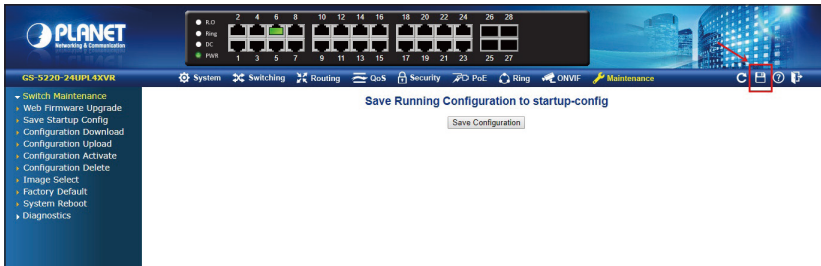 PLANET
Networking & Communication
R.O
Ring
DC
PWR
2 4 6 8 10 12 14 16 18 20 22 24 26 28
1 3 5 7 9 11 13 15 17 19 21 23 25 27
GS-5220-24UPL4XVR
System Switching Routing QoS Security PoE Ring ONVIF Maintenance
Switch Maintenance
Web Firmware Upgrade
Save Startup Config
Configuration Download
Configuration Upload
Configuration Activate
Configuration Delete
Image Select
Factory Default
System Reboot
Diagnostics
Save Running Configuration to startup-config
Save Configuration